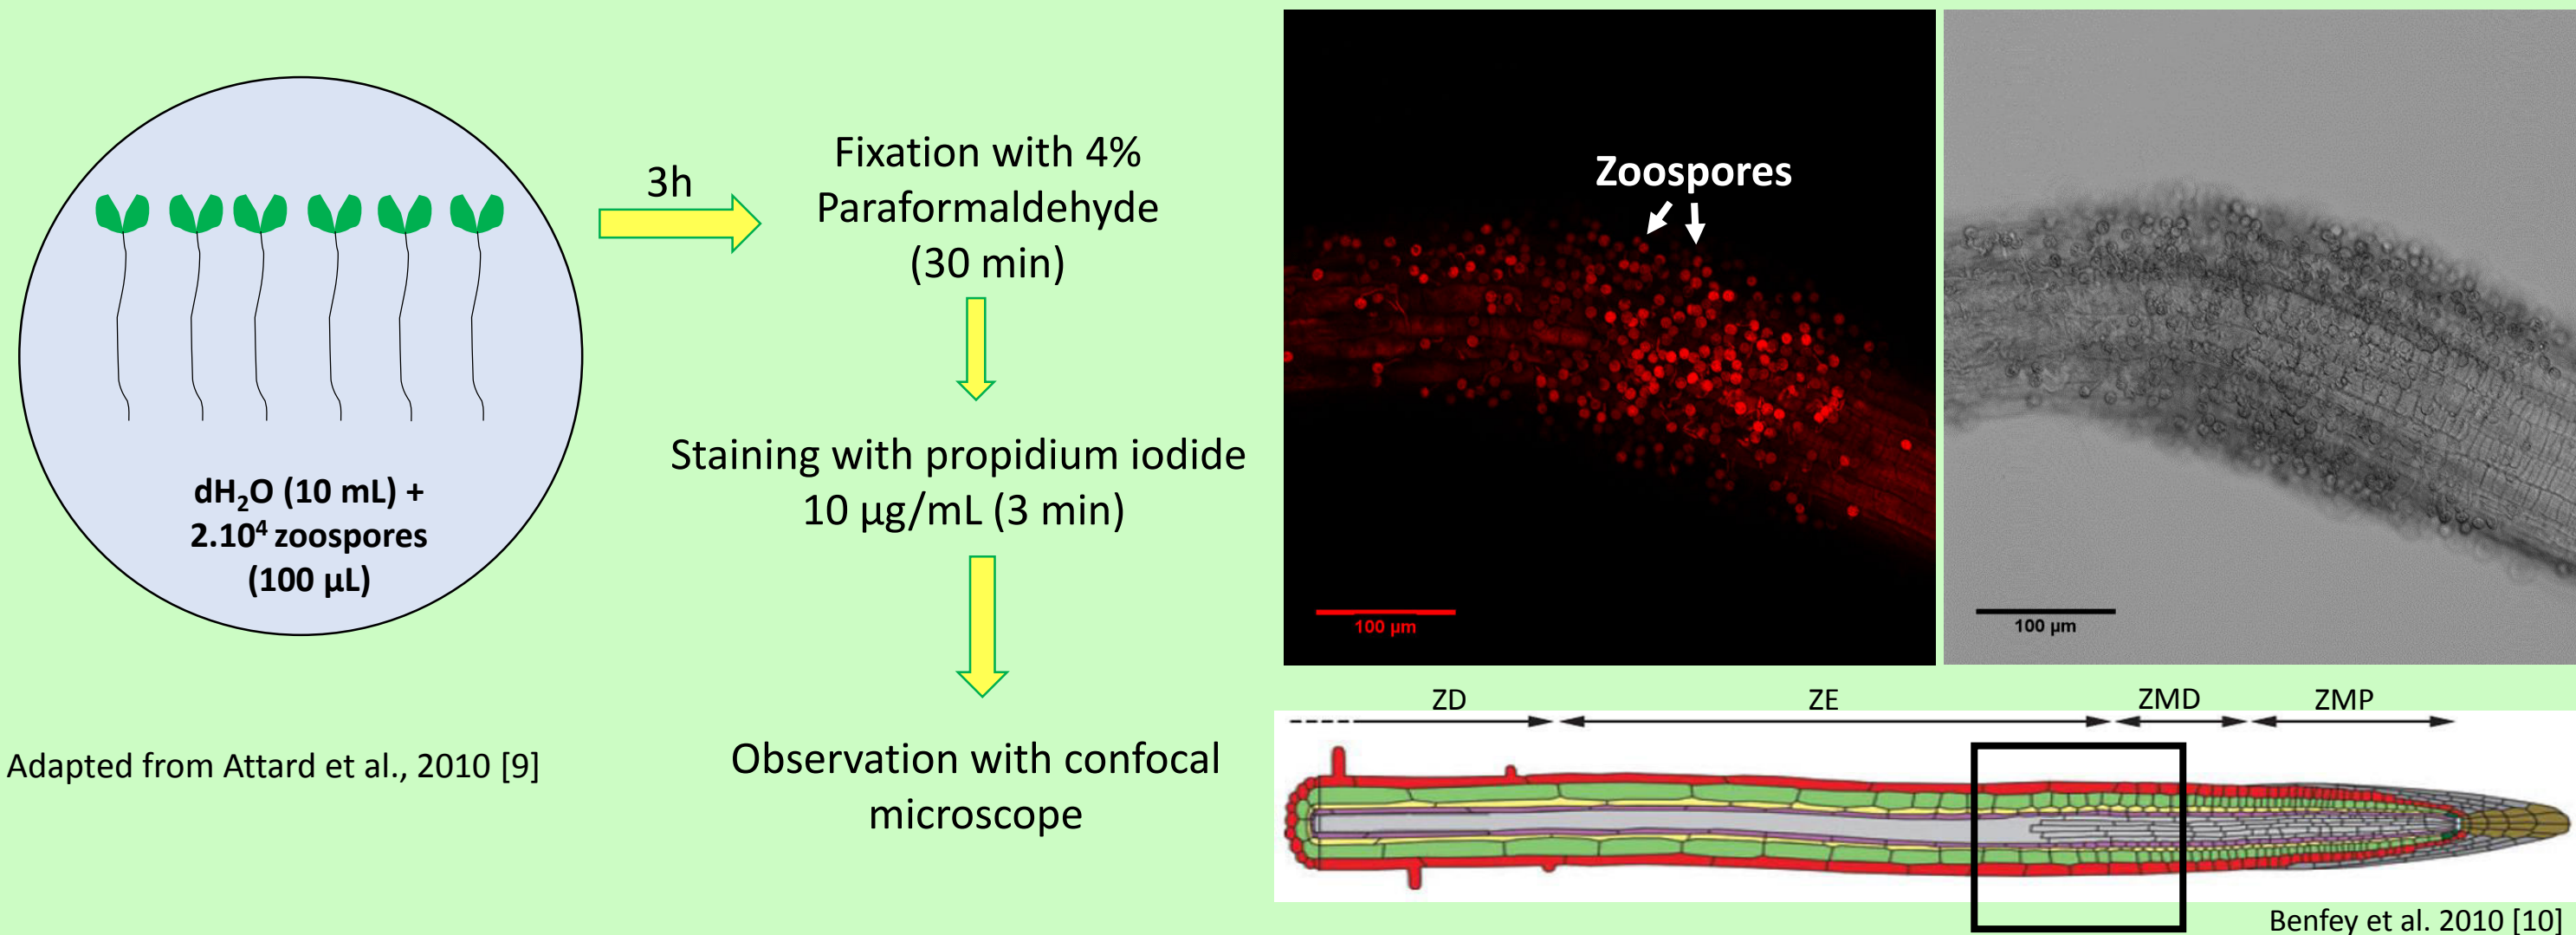 3h
Fixation with 4%
Paraformaldehyde
(30 min)
Staining with propidium iodide
10 µg/mL (3 min)
Observation with confocal
microscope
dH₂O (10 mL) +
2.10⁴ zoospores
(100 µL)
Adapted from Attard et al., 2010 [9]
Zoospores
100 µm
100 µm
ZD ZE ZMD ZMP
Benfey et al. 2010 [10]